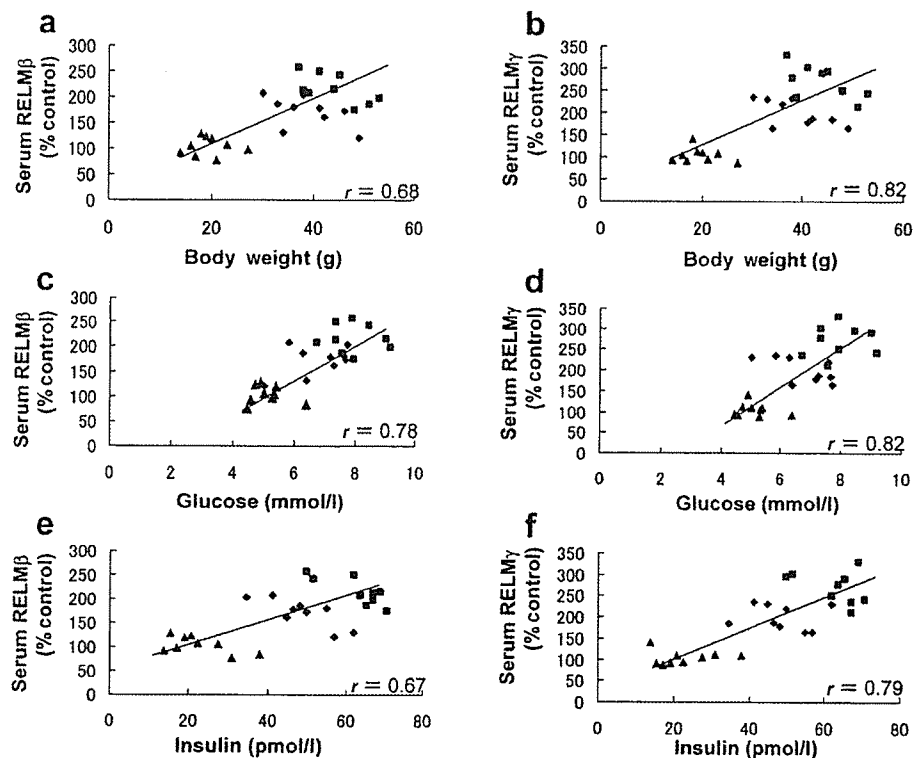 a
Serum RELMβ
(% control)
300
250
200
150
100
50
0
0 20 40 60
r = 0.68
Body weight (g)
b
Serum RELMγ
(% control)
350
300
250
200
150
100
50
0
0 20 40 60
r = 0.82
Body weight (g)
c
Serum RELMβ
(% control)
300
250
200
150
100
50
0
0 2 4 6 8 10
r = 0.78
Glucose (mmol/l)
d
Serum RELMγ
(% control)
350
300
250
200
150
100
50
0
0 2 4 6 8 10
r = 0.82
Glucose (mmol/l)
e
Serum RELMβ
(% control)
300
250
200
150
100
50
0
0 20 40 60 80
r = 0.67
Insulin (pmol/l)
f
Serum RELMγ
(% control)
350
300
250
200
150
100
50
0
0 20 40 60 80
r = 0.79
Insulin (pmol/l)